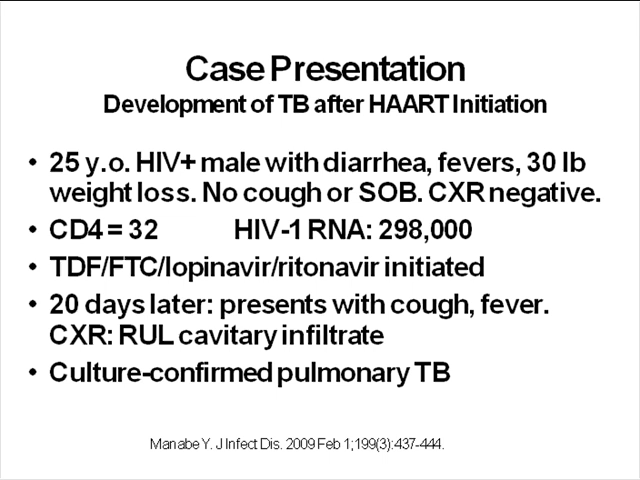 Case Presentation
Development of TB after HAART Initiation
• 25 y.o. HIV+ male with diarrhea, fevers, 30 lb
weight loss. No cough or SOB. CXR negative.
• CD4 = 32 HIV-1 RNA: 298,000
• TDF/FTC/lopinavir/ritonavir initiated
• 20 days later: presents with cough, fever.
CXR: RUL cavitary infiltrate
• Culture-confirmed pulmonary TB
Manabe Y. J Infect Dis. 2009 Feb 1;199(3):437-444.